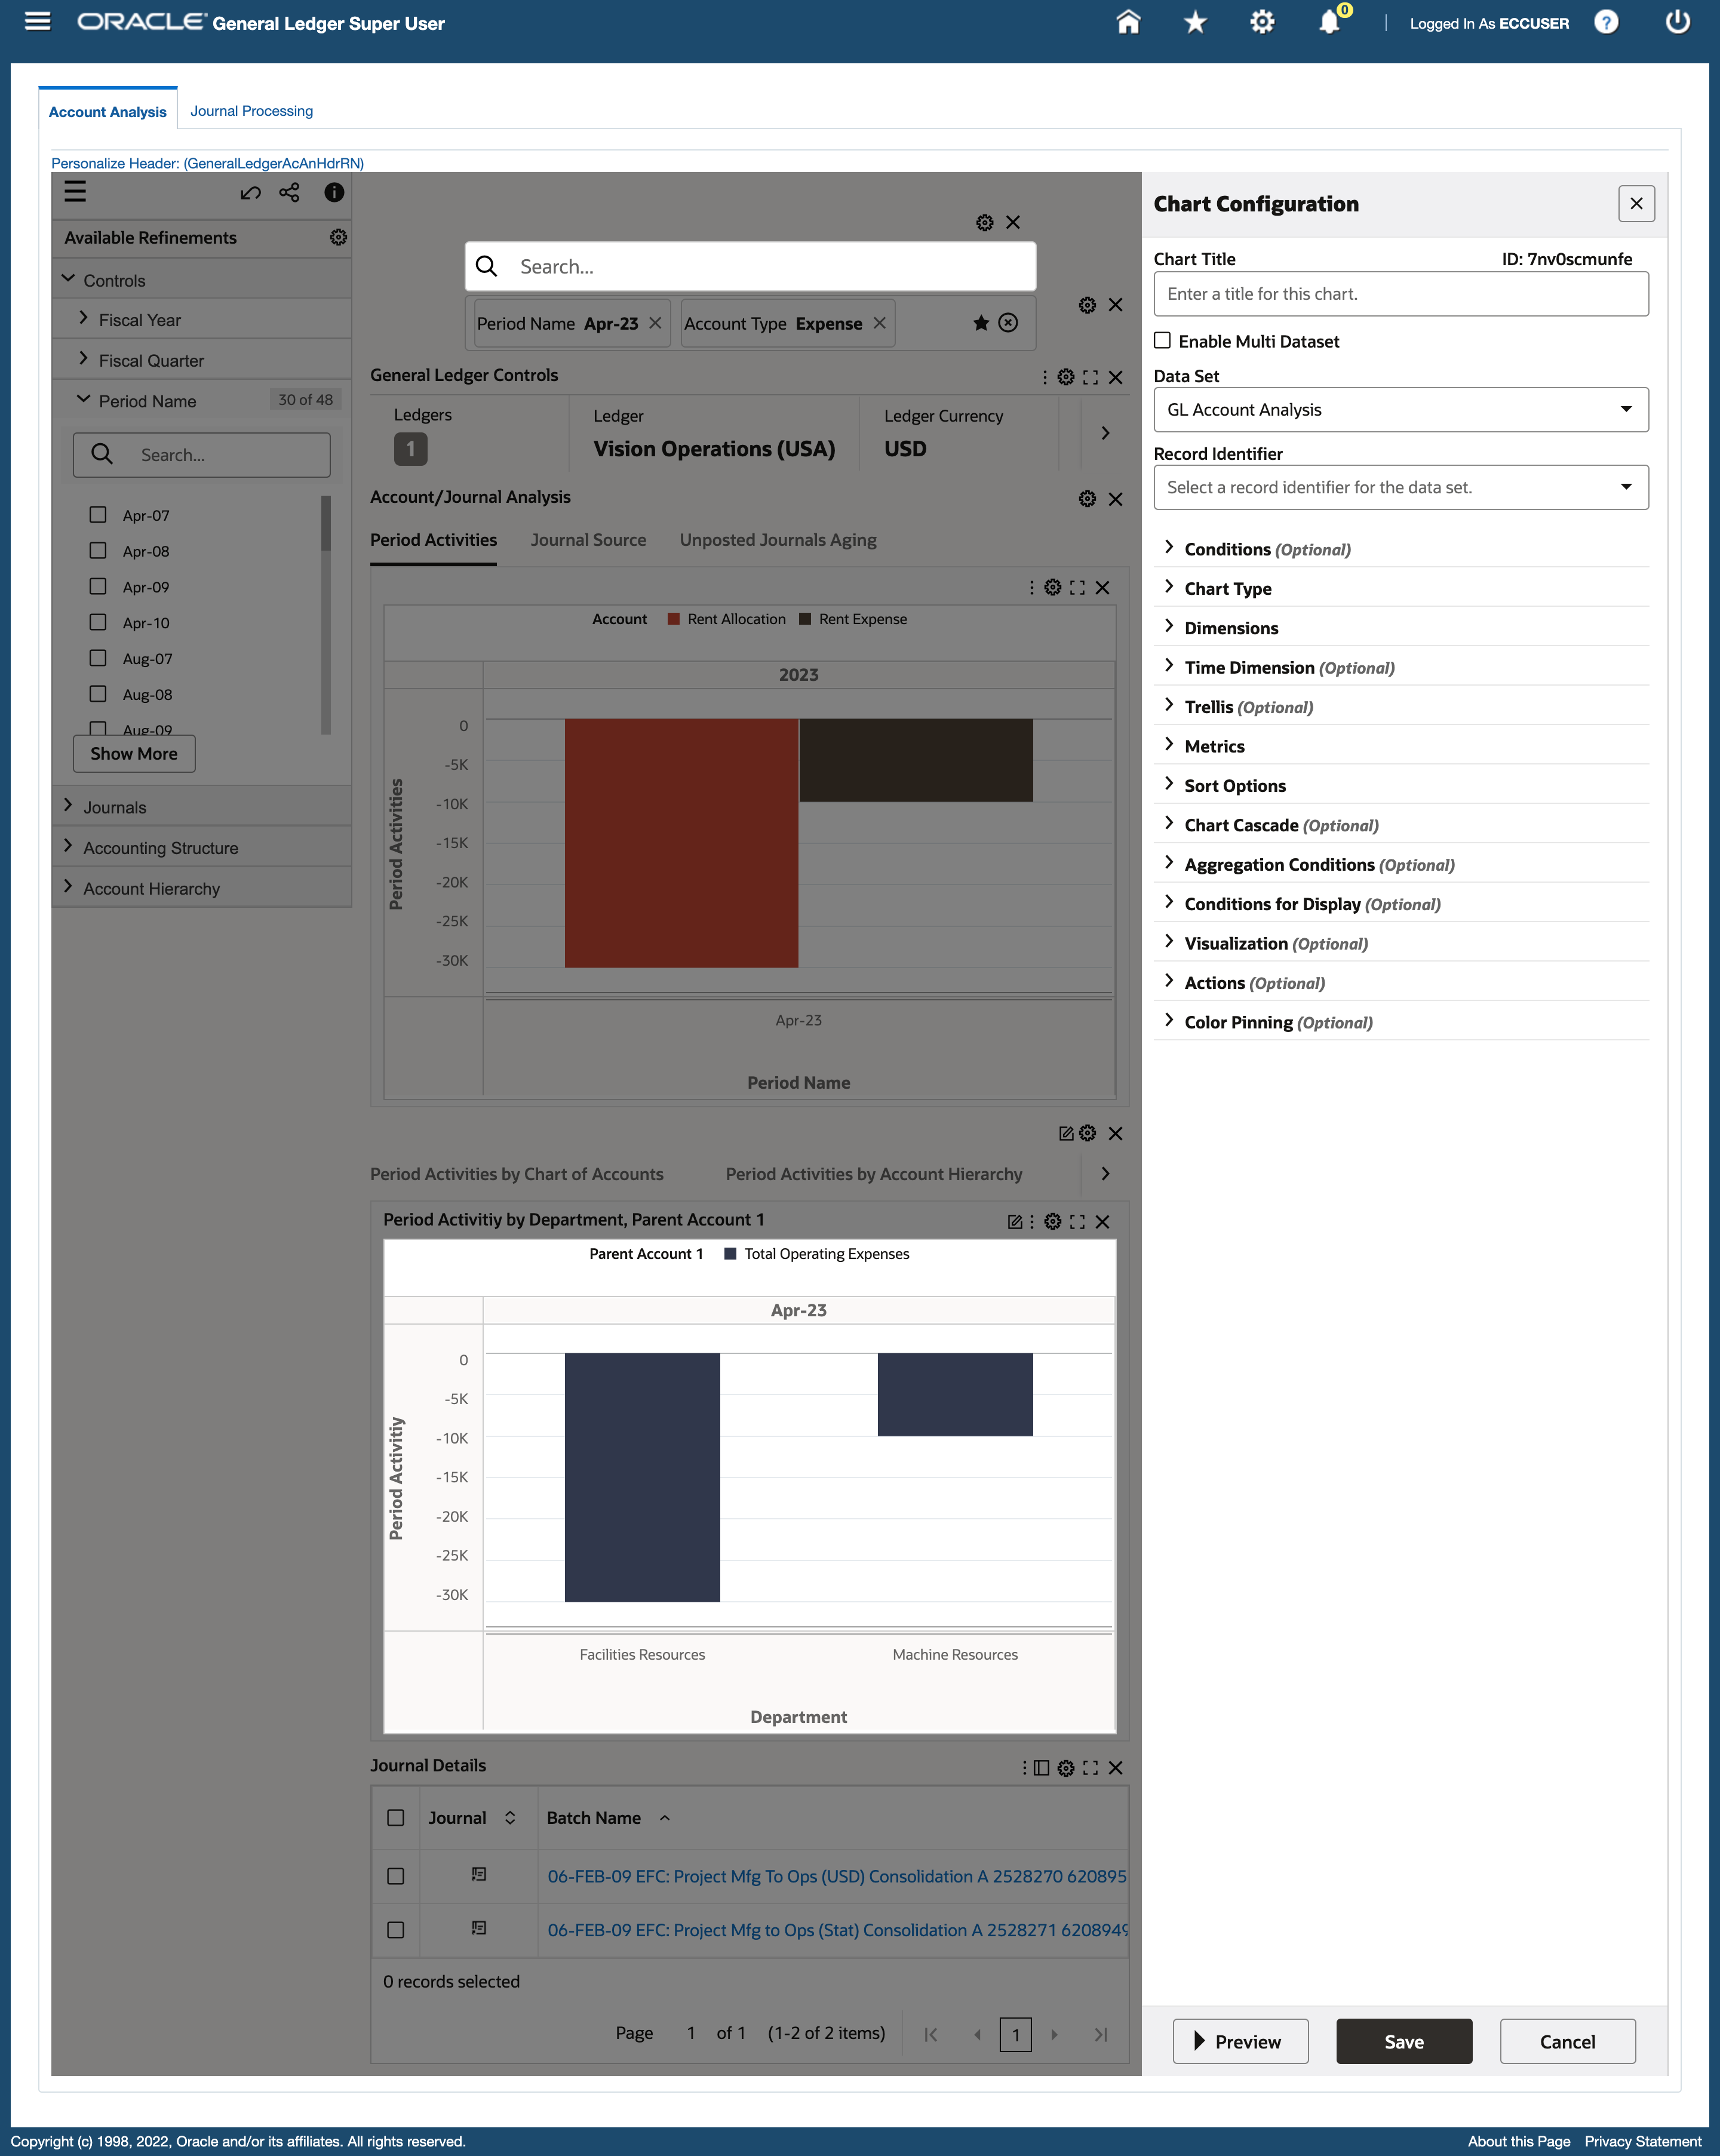 ORACLE General Ledger Super User
0
Logged In As ECCUSER
?
Account Analysis
Journal Processing
Personalize Header: (GeneralLedgerAcAnHdrRN)
Available Refinements
Controls
Fiscal Year
Fiscal Quarter
Period Name
30 of 48
Search...
Apr-07
Apr-08
Apr-09
Apr-10
Aug-07
Aug-08
Aug-09
Show More
Journals
Accounting Structure
Account Hierarchy
Search...
Period Name Apr-23
Account Type Expense
General Ledger Controls
Ledgers
1
Ledger
Vision Operations (USA)
Ledger Currency
USD
Account/Journal Analysis
Period Activities
Journal Source
Unposted Journals Aging
Account Rent Allocation Rent Expense
2023
0
-5K
-10K
-15K
-20K
-25K
-30K
Period Activities
Apr-23
Period Name
Period Activities by Chart of Accounts
Period Activities by Account Hierarchy
Period Activitiy by Department, Parent Account 1
Parent Account 1 Total Operating Expenses
Apr-23
0
-5K
-10K
-15K
-20K
-25K
-30K
Period Activitiy
Facilities Resources
Machine Resources
Department
Journal Details
Journal
Batch Name
06-FEB-09 EFC: Project Mfg To Ops (USD) Consolidation A 2528270 620895
06-FEB-09 EFC: Project Mfg to Ops (Stat) Consolidation A 2528271 6208949
0 records selected
Page 1 of 1 (1-2 of 2 items)
1
Chart Configuration
Chart Title
ID: 7nv0scmunfe
Enter a title for this chart.
Enable Multi Dataset
Data Set
GL Account Analysis
Record Identifier
Select a record identifier for the data set.
Conditions (Optional)
Chart Type
Dimensions
Time Dimension (Optional)
Trellis (Optional)
Metrics
Sort Options
Chart Cascade (Optional)
Aggregation Conditions (Optional)
Conditions for Display (Optional)
Visualization (Optional)
Actions (Optional)
Color Pinning (Optional)
Preview
Save
Cancel
Copyright (c) 1998, 2022, Oracle and/or its affiliates. All rights reserved.
About this Page Privacy Statement